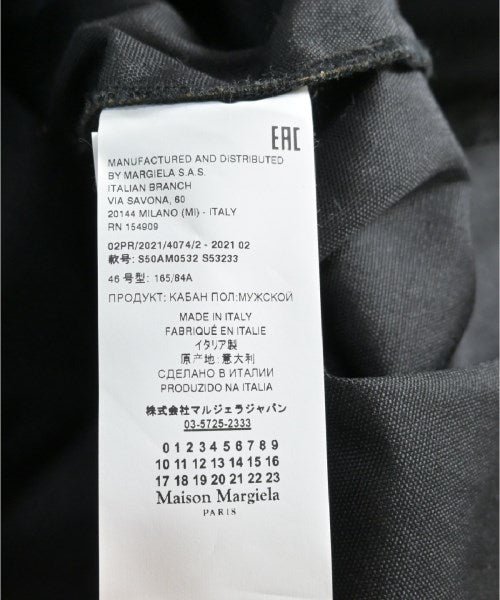 EAC
MANUFACTURED AND DISTRIBUTED
BY MARGIELA S.A.S.
ITALIAN BRANCH
VIA SAVONA, 60
20144 MILANO (MI) - ITALY
RN 154909
02PR/2021/4074/2 - 2021 02
款号: S50AM0532 S53233
46 号型: 165/84A
ПРОДУКТ: КАБАН ПОЛ:МУЖСКОЙ
MADE IN ITALY
FABRIQUÉ EN ITALIE
イタリア製
原产地:意大利
СДЕЛАНО В ИТАЛИИ
PRODUZIDO NA ITALIA
株式会社マルジェラジャパン
03-5725-2333
0 1 2 3 4 5 6 7 8 9
10 11 12 13 14 15 16
17 18 19 20 21 22 23
Maison Margiela
PARIS